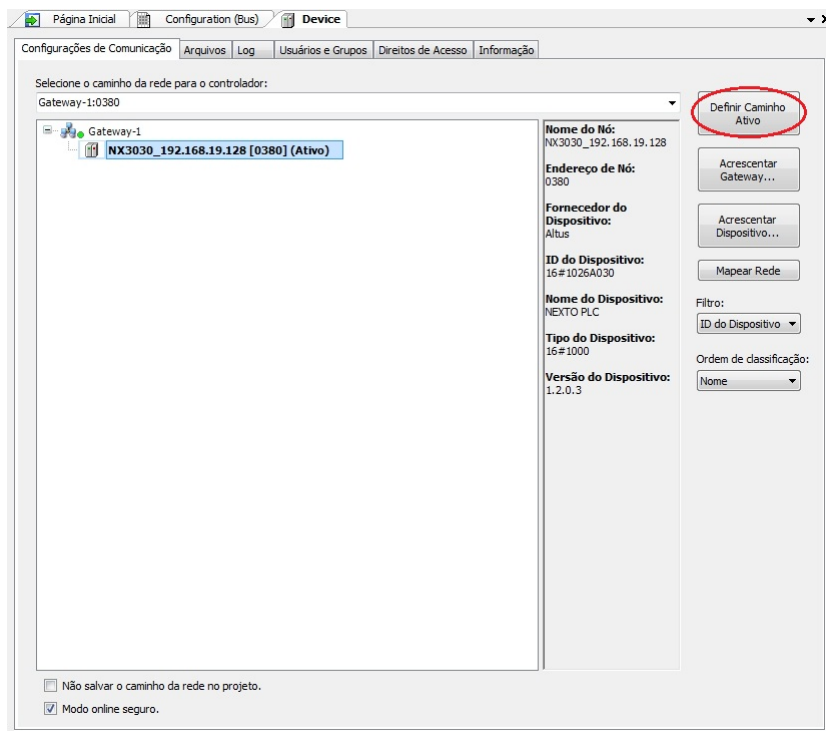 Página Inicial
Configuration (Bus)
Device
Configurações de Comunicação
Arquivos
Log
Usuários e Grupos
Direitos de Acesso
Informação
Selecione o caminho da rede para o controlador:
Gateway-1:0380
Gateway-1
NX3030_192.168.19.128 [0380] (Ativo)
Nome do Nó:
NX3030_192.168.19.128
Endereço de Nó:
0380
Fornecedor do
Dispositivo:
Altus
ID do Dispositivo:
16#1026A030
Nome do Dispositivo:
NEXTO PLC
Tipo do Dispositivo:
16#1000
Versão do Dispositivo:
1.2.0.3
Definir Caminho
Ativo
Acrescentar
Gateway...
Acrescentar
Dispositivo...
Mapear Rede
Filtro:
ID do Dispositivo
Ordem de classificação:
Nome
Não salvar o caminho da rede no projeto.
Modo online seguro.